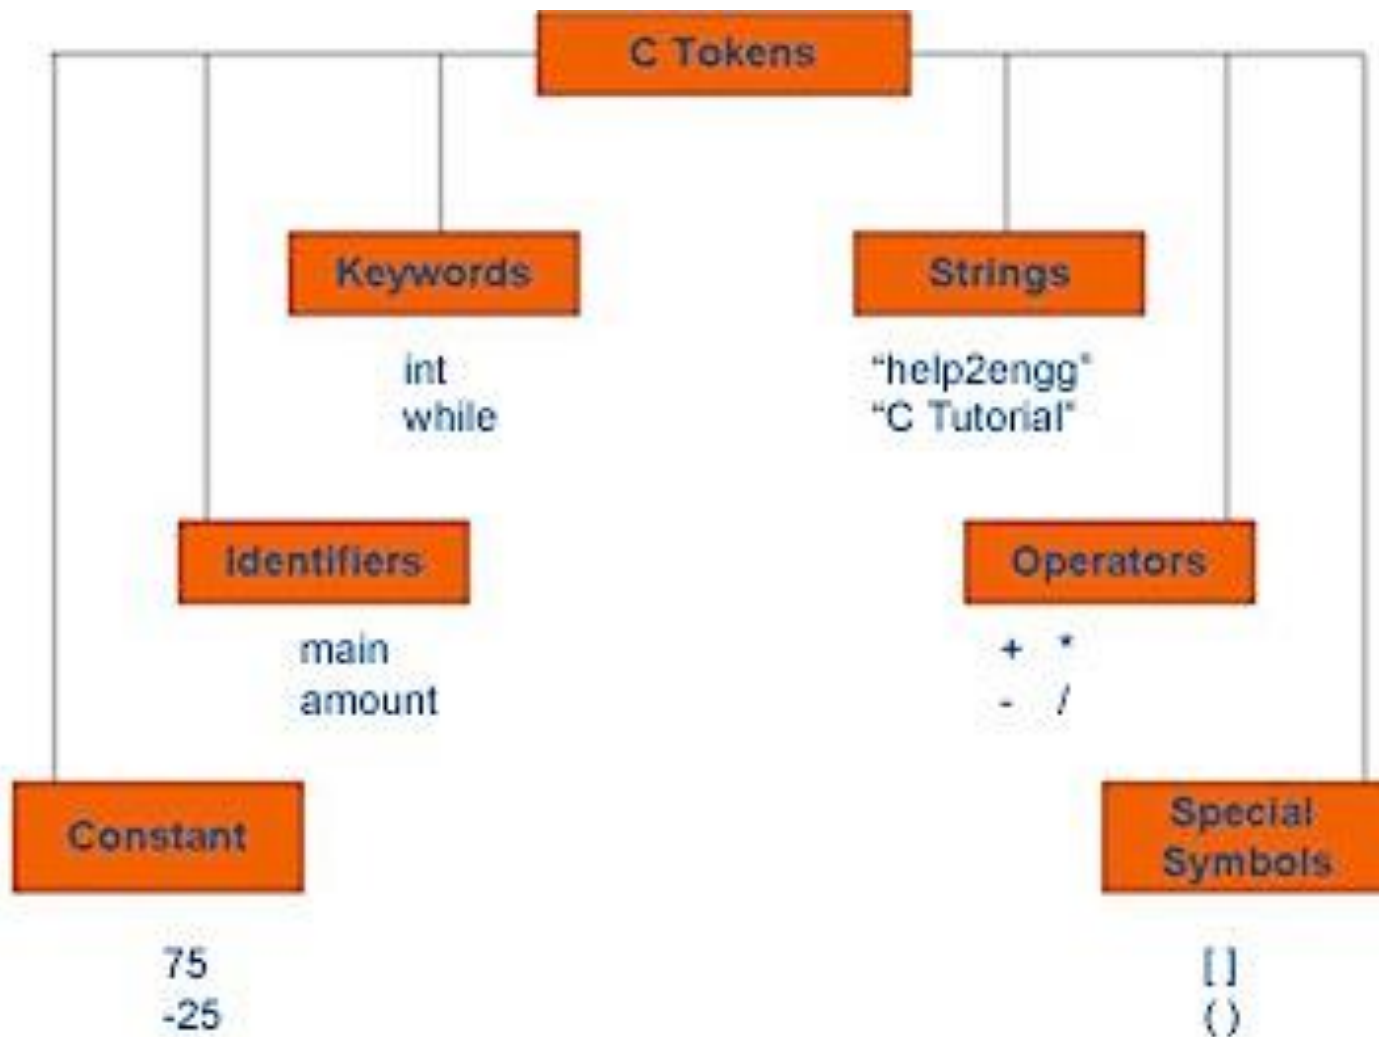 C Tokens
Keywords
int
while
Strings
“help2engg”
“C Tutorial”
Identifiers
main
amount
Operators
+ *
- /
Constant
75
-25
Special
Symbols
[ ]
( )